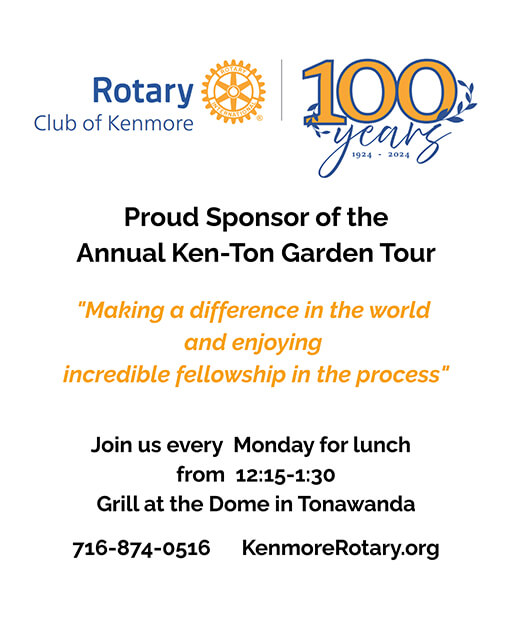 Rotary
Club of Kenmore
ROTARY
INTERNATIONAL
®
100
years
1924 - 2024
Proud Sponsor of the
Annual Ken-Ton Garden Tour
"Making a difference in the world
and enjoying
incredible fellowship in the process"
Join us every Monday for lunch
from 12:15-1:30
Grill at the Dome in Tonawanda
716-874-0516 KenmoreRotary.org